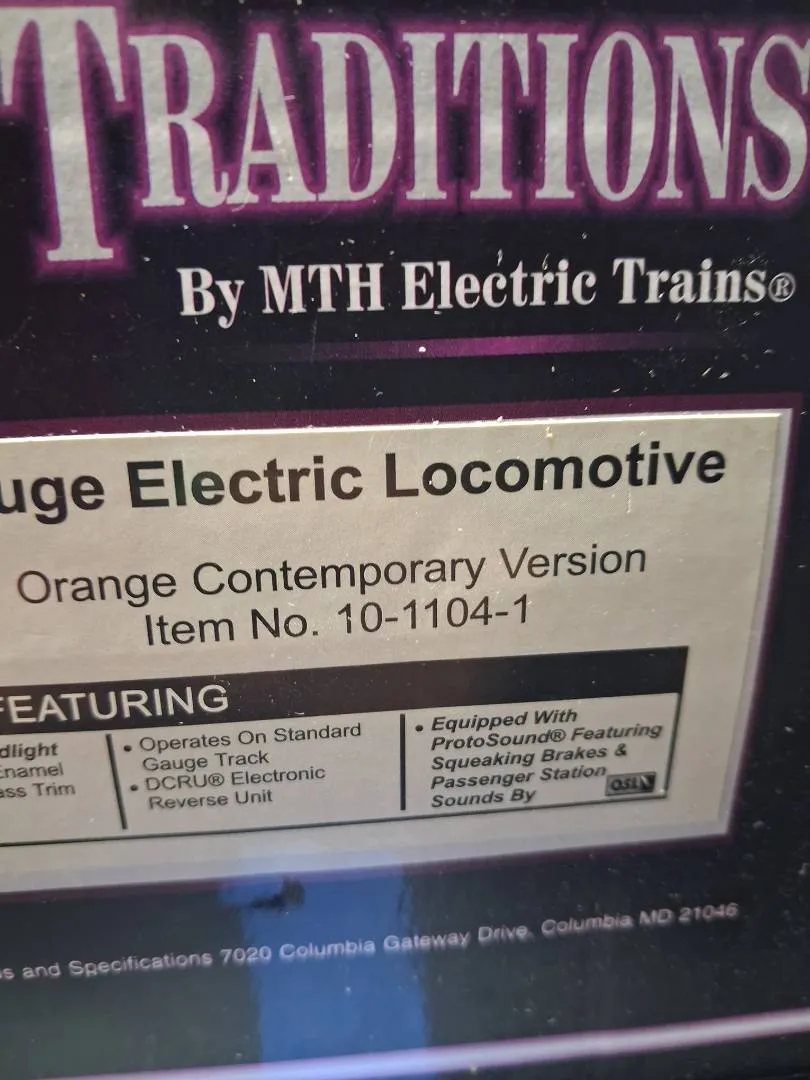 TRADITIONS
By MTH Electric Trains®
uge Electric Locomotive
Orange Contemporary Version
Item No. 10-1104-1
FEATURING
dlight
Enamel
ass Trim
• Operates On Standard
Gauge Track
• DCRU® Electronic
Reverse Unit
• Equipped With
ProtoSound® Featuring
Squeaking Brakes &
Passenger Station
Sounds By QSI
s and Specifications 7020 Columbia Gateway Drive. Columbia MD 21046